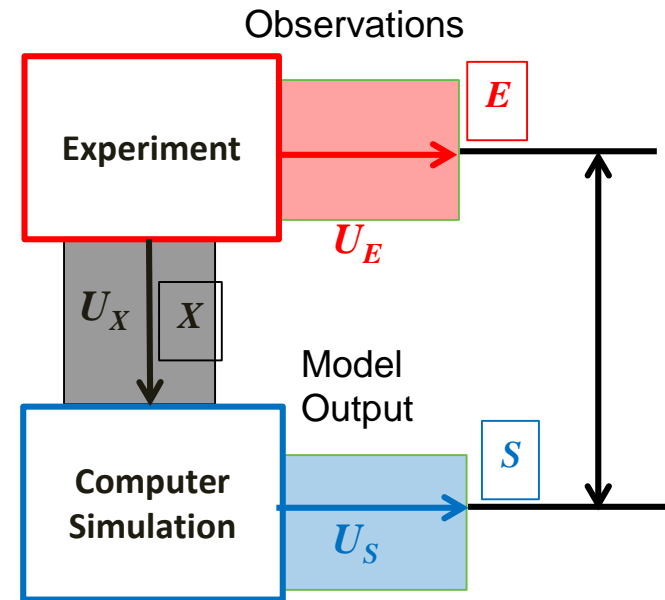 Observations
E
Experiment
U_E
U_X
X
Model
Output
S
Computer
Simulation
U_S